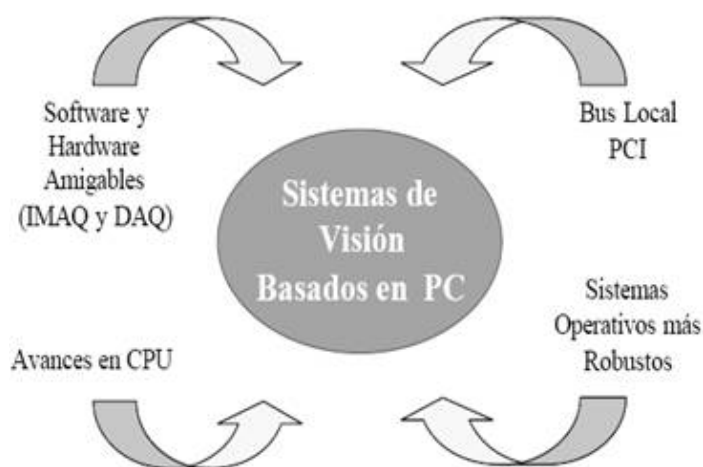 Software y
Hardware
Amigables
(IMAQ y DAQ)
Bus Local
PCI
Sistemas de
Visión
Basados en PC
Avances en CPU
Sistemas
Operativos más
Robustos